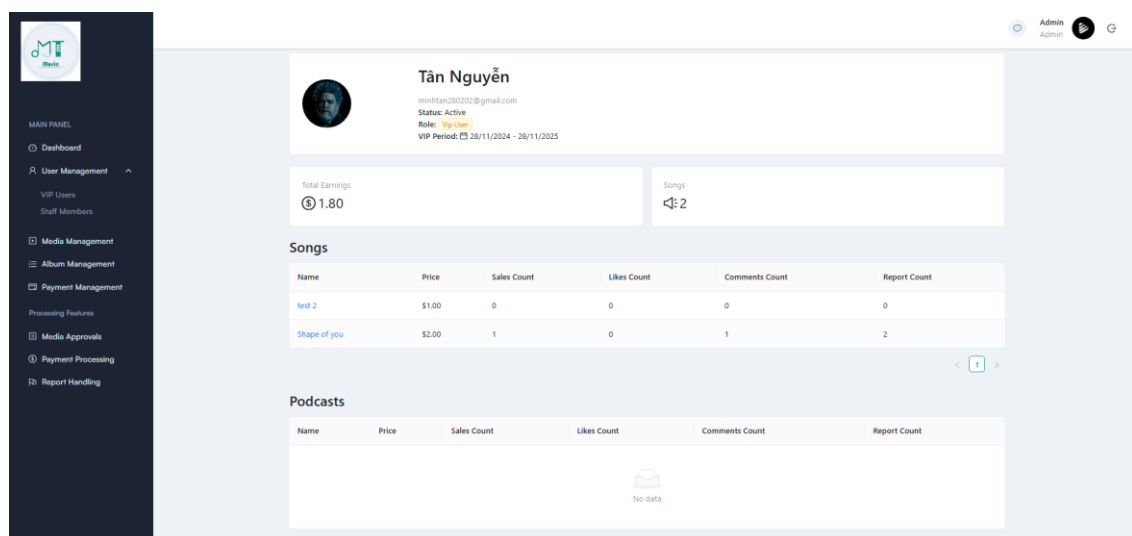 MT
Music
MAIN PANEL
Dashboard
User Management
VIP Users
Staff Members
Media Management
Album Management
Payment Management
Processing Features
Media Approvals
Payment Processing
Report Handling
Admin
Admin
Tân Nguyễn
minhtan280202@gmail.com
Status: Active
Role: Vip User
VIP Period: 28/11/2024 - 28/11/2025
Total Earnings
1.80
Songs
2
Songs
Name Price Sales Count Likes Count Comments Count Report Count
test 2 $1.00 0 0 0 0
Shape of you $2.00 1 0 1 2
< 1 >
Podcasts
Name Price Sales Count Likes Count Comments Count Report Count
No data